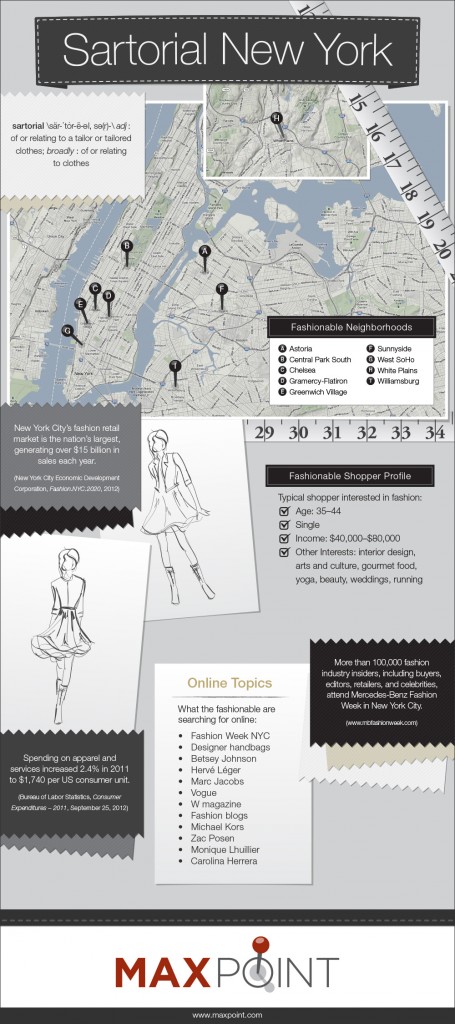 Sartorial New York
sartorial \sär-ˈtȯr-ē-əl, sə(r)-\ adj :
of or relating to a tailor or tailored
clothes; broadly : of or relating
to clothes
15
16
17
18
19
20
H
B
A
C
D
E
F
G
T
New York
Fashionable Neighborhoods
A Astoria
B Central Park South
C Chelsea
D Gramercy-Flatiron
E Greenwich Village
F Sunnyside
G West SoHo
H White Plains
T Williamsburg
29 30 31 32 33 34
New York City's fashion retail
market is the nation's largest,
generating over $15 billion in
sales each year.
(New York City Economic Development
Corporation, Fashion.NYC.2020, 2012)
Fashionable Shopper Profile
Typical shopper interested in fashion:
Age: 35–44
Single
Income: $40,000–$80,000
Other Interests: interior design,
arts and culture, gourmet food,
yoga, beauty, weddings, running
More than 100,000 fashion
industry insiders, including buyers,
editors, retailers, and celebrities,
attend Mercedes-Benz Fashion
Week in New York City.
(www.mbfashionweek.com)
Online Topics
What the fashionable are
searching for online:
• Fashion Week NYC
• Designer handbags
• Betsey Johnson
• Hervé Léger
• Marc Jacobs
• Vogue
• W magazine
• Fashion blogs
• Michael Kors
• Zac Posen
• Monique Lhuillier
• Carolina Herrera
Spending on apparel and
services increased 2.4% in 2011
to $1,740 per US consumer unit.
(Bureau of Labor Statistics, Consumer
Expenditures – 2011, September 25, 2012)
MAXPOINT
www.maxpoint.com